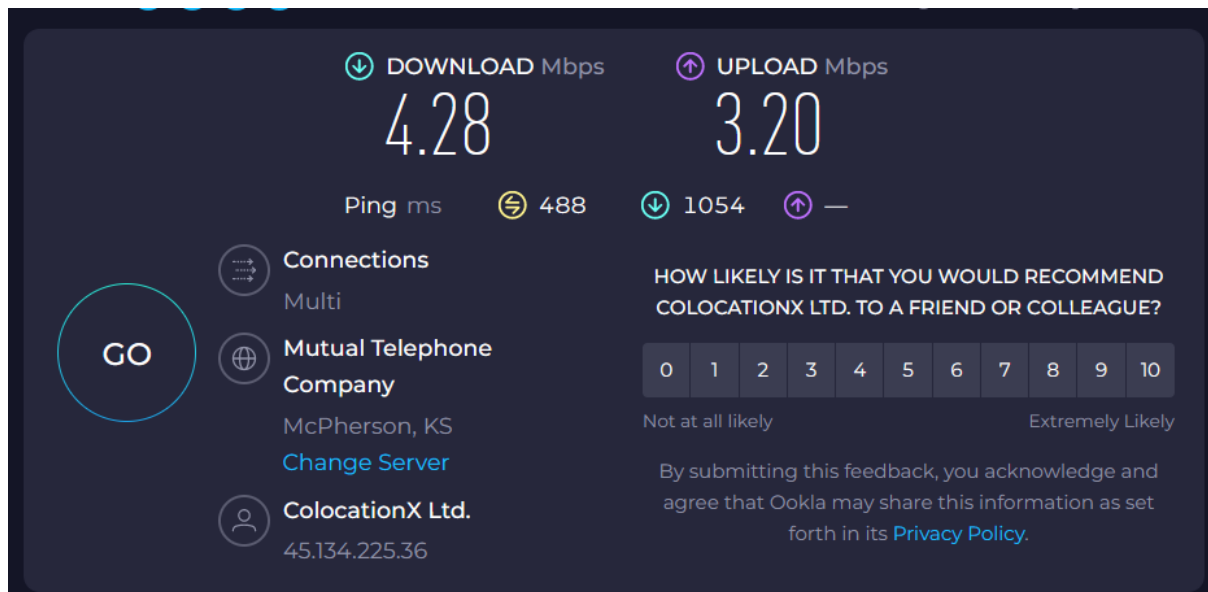 DOWNLOAD Mbps
4.28
UPLOAD Mbps
3.20
Ping ms 488 1054 —
Connections
Multi
Mutual Telephone
Company
McPherson, KS
Change Server
ColocationX Ltd.
45.134.225.36
GO
HOW LIKELY IS IT THAT YOU WOULD RECOMMEND
COLOCATIONX LTD. TO A FRIEND OR COLLEAGUE?
0 1 2 3 4 5 6 7 8 9 10
Not at all likely
Extremely Likely
By submitting this feedback, you acknowledge and
agree that Ookla may share this information as set
forth in its Privacy Policy.